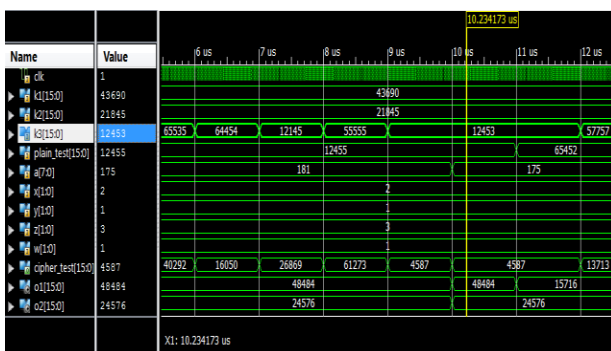 10.234173 us
Name Value 6 us 7 us 8 us 9 us 10 us 11 us 12 us
clk 1
k1[15:0] 43690 43690
k2[15:0] 21845 21845
k3[15:0] 12453 65535 64454 12145 55555 12453 57757
plain_test[15:0] 12455 12455 65452
a[7:0] 175 181 175
x[1:0] 2 2
y[1:0] 1 1
z[1:0] 3 3
w[1:0] 1 1
cipher_test[15:0] 4587 40292 16050 26869 61273 4587 4587 13713
o1[15:0] 48484 48484 48484 15716
o2[15:0] 24576 24576 24576
X1: 10.234173 us